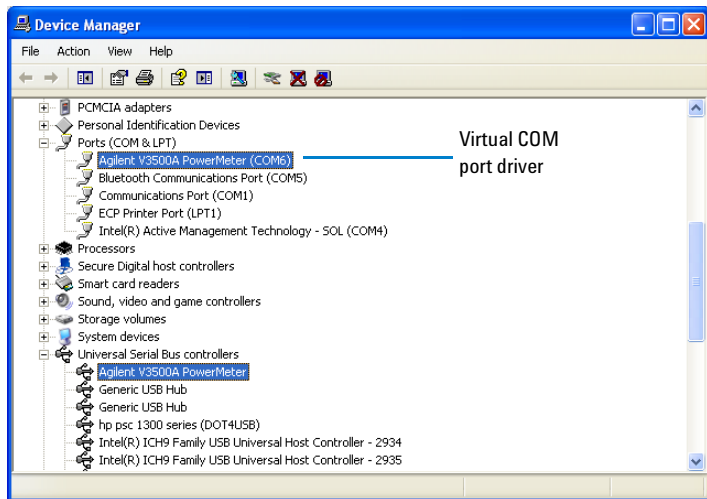 Device Manager
File Action View Help
PCMCIA adapters
Personal Identification Devices
Ports (COM & LPT)
Agilent V3500A PowerMeter (COM6)
Virtual COM
port driver
Bluetooth Communications Port (COM5)
Communications Port (COM1)
ECP Printer Port (LPT1)
Intel(R) Active Management Technology - SOL (COM4)
Processors
Secure Digital host controllers
Smart card readers
Sound, video and game controllers
Storage volumes
System devices
Universal Serial Bus controllers
Agilent V3500A PowerMeter
Generic USB Hub
Generic USB Hub
hp psc 1300 series (DOT4USB)
Intel(R) ICH9 Family USB Universal Host Controller - 2934
Intel(R) ICH9 Family USB Universal Host Controller - 2935